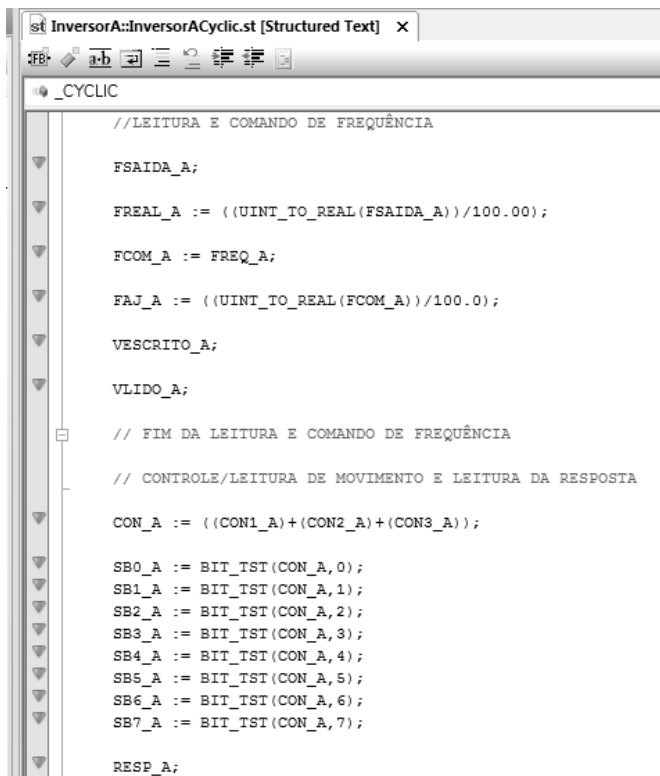 InversorA::InversorACyclic.st [Structured Text]
_CYCLIC
//LEITURA E COMANDO DE FREQUÊNCIA
FSAIDA_A;
FREAL_A := ((UINT_TO_REAL(FSAIDA_A))/100.00);
FCOM_A := FREQ_A;
FAJ_A := ((UINT_TO_REAL(FCOM_A))/100.0);
VESCRITO_A;
VLIDO_A;
// FIM DA LEITURA E COMANDO DE FREQUÊNCIA
// CONTROLE/LEITURA DE MOVIMENTO E LEITURA DA RESPOSTA
CON_A := ((CON1_A)+(CON2_A)+(CON3_A));
SB0_A := BIT_TST(CON_A,0);
SB1_A := BIT_TST(CON_A,1);
SB2_A := BIT_TST(CON_A,2);
SB3_A := BIT_TST(CON_A,3);
SB4_A := BIT_TST(CON_A,4);
SB5_A := BIT_TST(CON_A,5);
SB6_A := BIT_TST(CON_A,6);
SB7_A := BIT_TST(CON_A,7);
RESP_A;